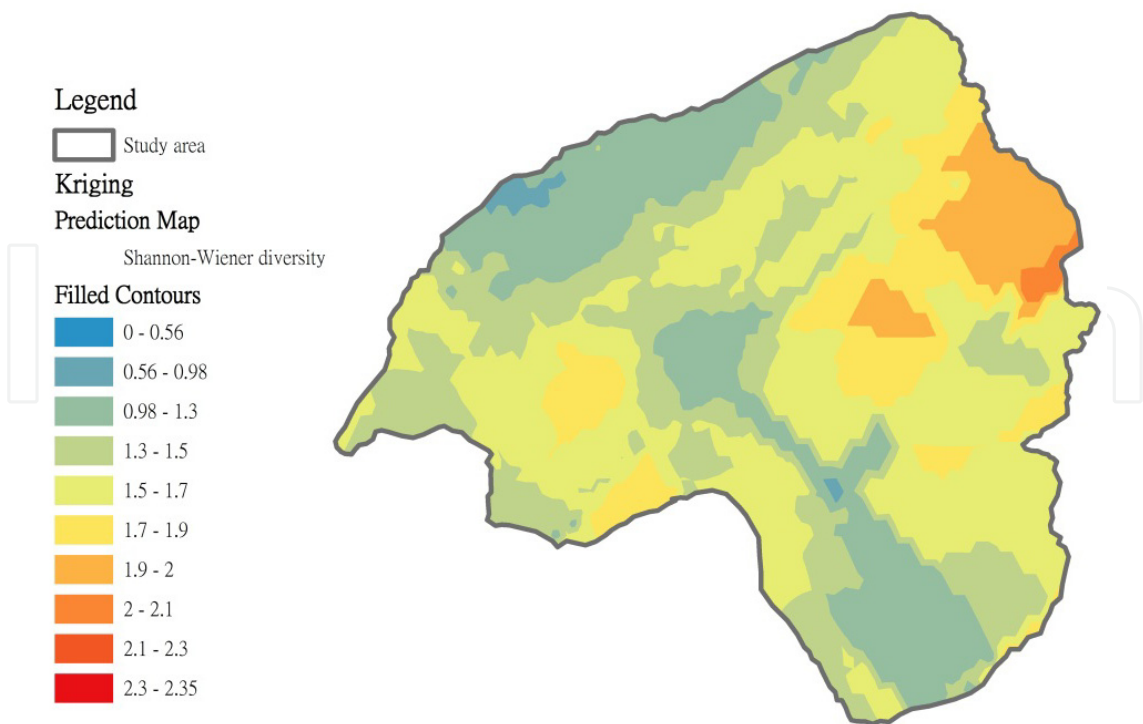 Legend
Study area
Kriging
Prediction Map
Shannon-Wiener diversity
Filled Contours
0 - 0.56
0.56 - 0.98
0.98 - 1.3
1.3 - 1.5
1.5 - 1.7
1.7 - 1.9
1.9 - 2
2 - 2.1
2.1 - 2.3
2.3 - 2.35